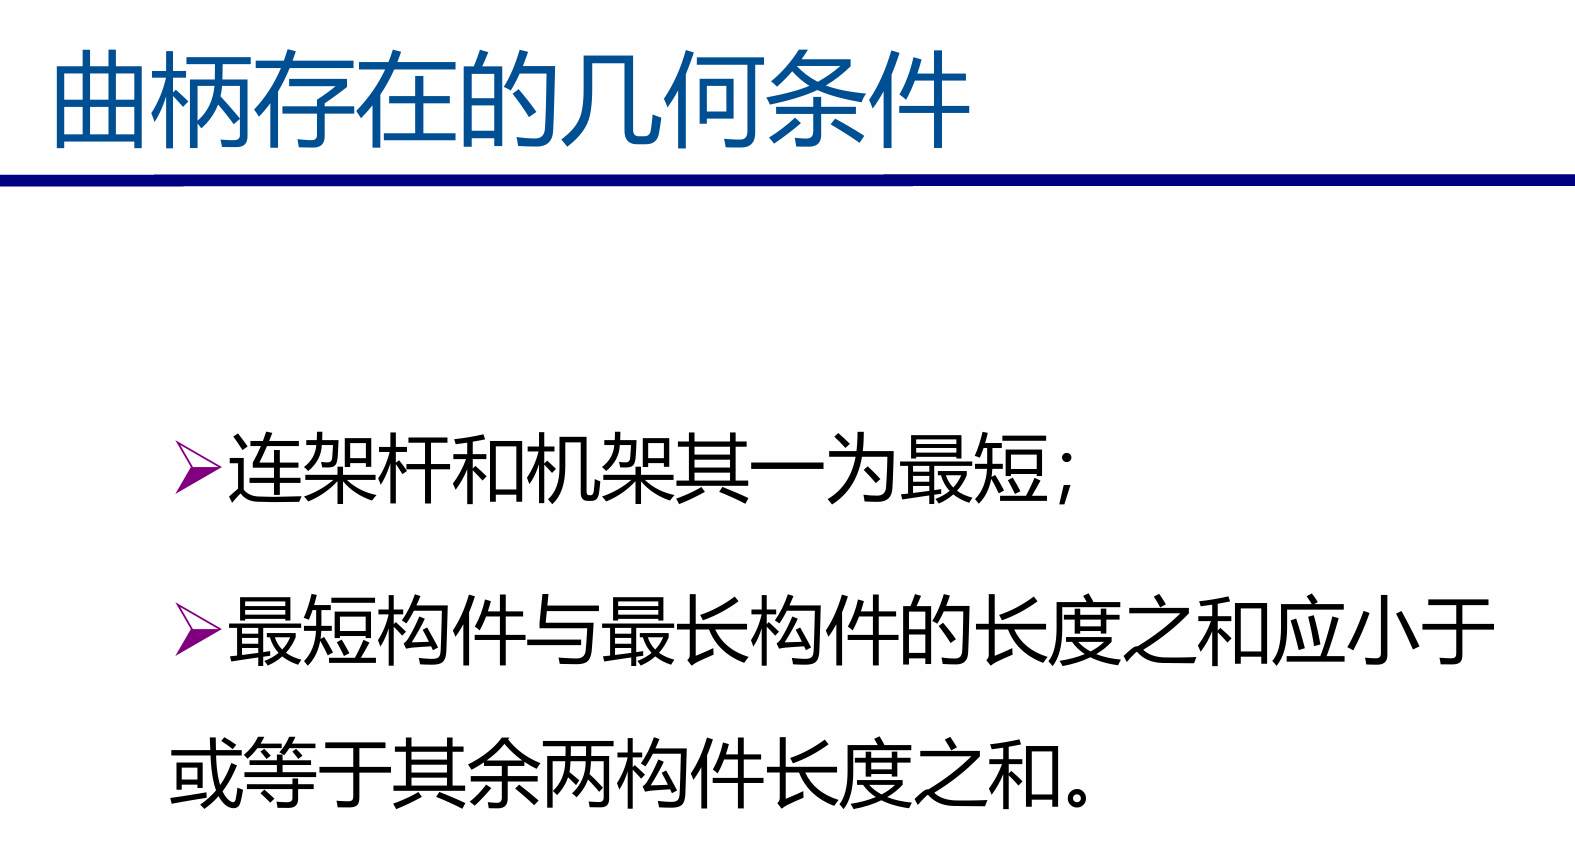 曲柄存在的几何条件
连架杆和机架其一为最短；
最短构件与最长构件的长度之和应小于
或等于其余两构件长度之和。